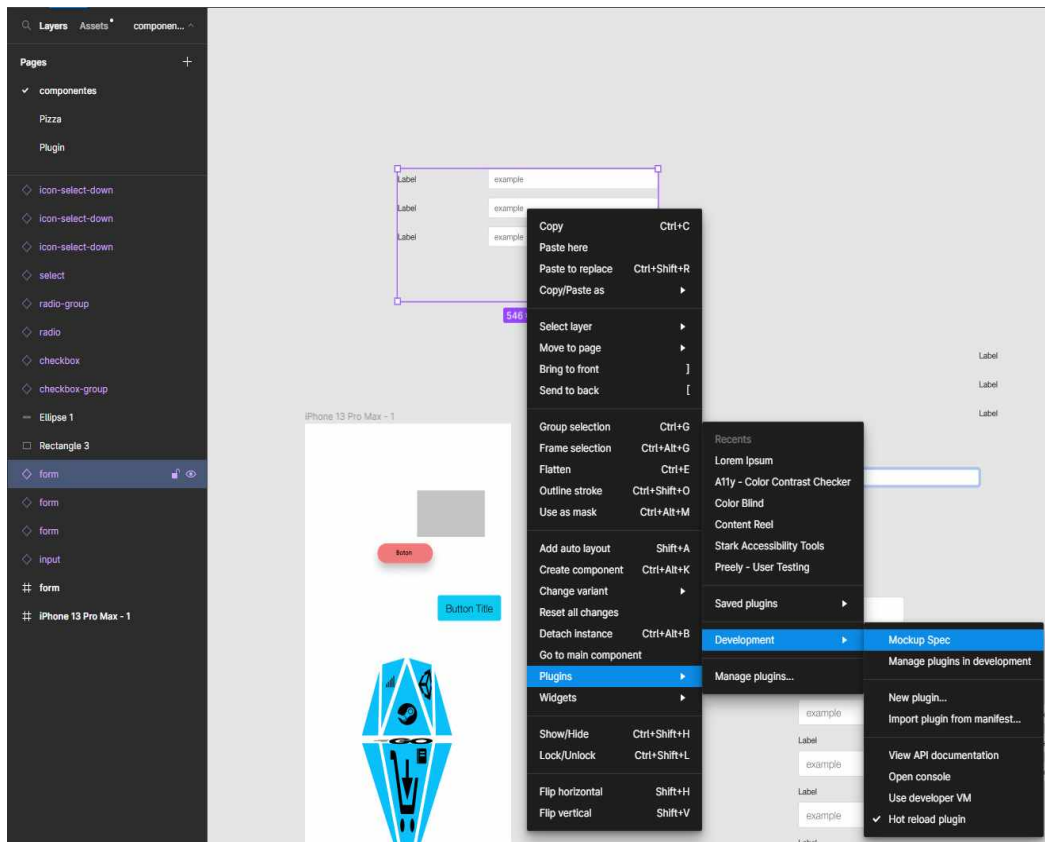 Layers Assets componen...
Pages
componentes
Pizza
Plugin
icon-select-down
icon-select-down
icon-select-down
select
radio-group
radio
checkbox
checkbox-group
Ellipse 1
Rectangle 3
form
form
form
input
form
iPhone 13 Pro Max - 1
Label example
Label example
Label example
546
iPhone 13 Pro Max - 1
Boton
Button Title
GO
Copy Ctrl+C
Paste here
Paste to replace Ctrl+Shift+R
Copy/Paste as
Select layer
Move to page
Bring to front ]
Send to back [
Group selection Ctrl+G
Frame selection Ctrl+Alt+G
Flatten Ctrl+E
Outline stroke Ctrl+Shift+O
Use as mask Ctrl+Alt+M
Add auto layout Shift+A
Create component Ctrl+Alt+K
Change variant
Reset all changes
Detach instance Ctrl+Alt+B
Go to main component
Plugins
Widgets
Show/Hide Ctrl+Shift+H
Lock/Unlock Ctrl+Shift+L
Flip horizontal Shift+H
Flip vertical Shift+V
Recents
Lorem Ipsum
A11y - Color Contrast Checker
Color Blind
Content Reel
Stark Accessibility Tools
Preely - User Testing
Saved plugins
Development
Manage plugins...
Mockup Spec
Manage plugins in development
New plugin...
Import plugin from manifest...
View API documentation
Open console
Use developer VM
Hot reload plugin
Label
Label
Label
example
Label
example
Label
example
Label